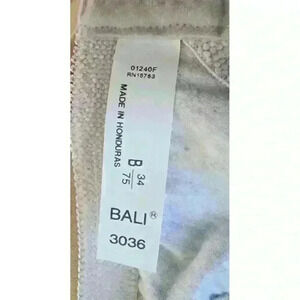 01240F
RN15763
MADE IN HONDURAS
B 34
75
BALI®
3036